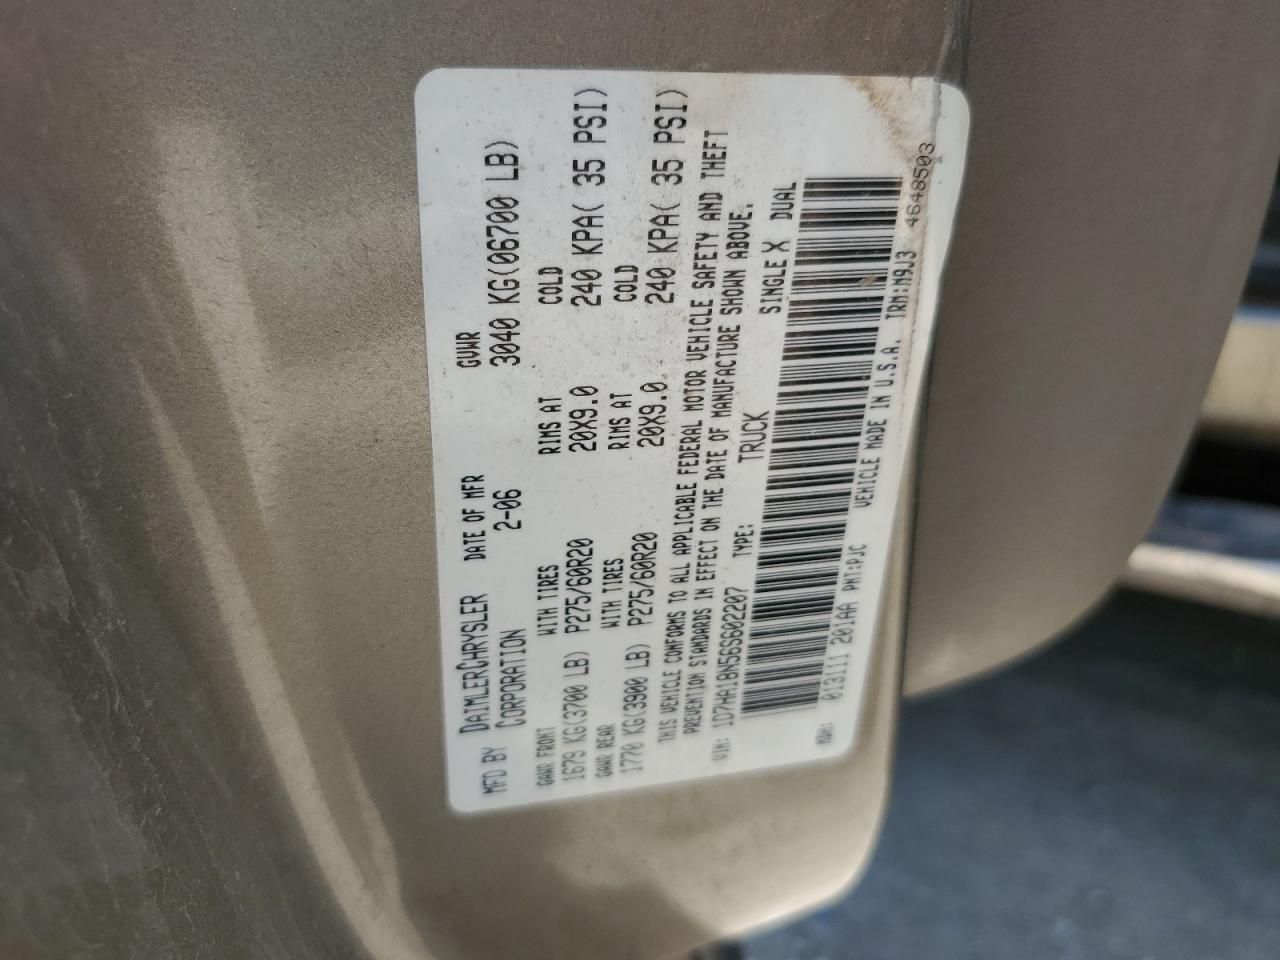 MFD BY DAIMLERCHRYSLER CORPORATION DATE OF MFR 2-06 GVWR 3040 KG(06700 LB)
GAWR FRONT WITH TIRES RIMS AT COLD
1679 KG(3700 LB) P275/60R20 20X9.0 240 KPA( 35 PSI)
GAWR REAR WITH TIRES RIMS AT COLD
1770 KG(3900 LB) P275/60R20 20X9.0 240 KPA( 35 PSI)
THIS VEHICLE CONFORMS TO ALL APPLICABLE FEDERAL MOTOR VEHICLE SAFETY AND THEFT
PREVENTION STANDARDS IN EFFECT ON THE DATE OF MANUFACTURE SHOWN ABOVE.
VIN: 1D7HA18N56S602207 TYPE: TRUCK SINGLE X DUAL
MDH: 013111 201AA PNT:PJC VEHICLE MADE IN U.S.A. TRM:M9J3 4648503